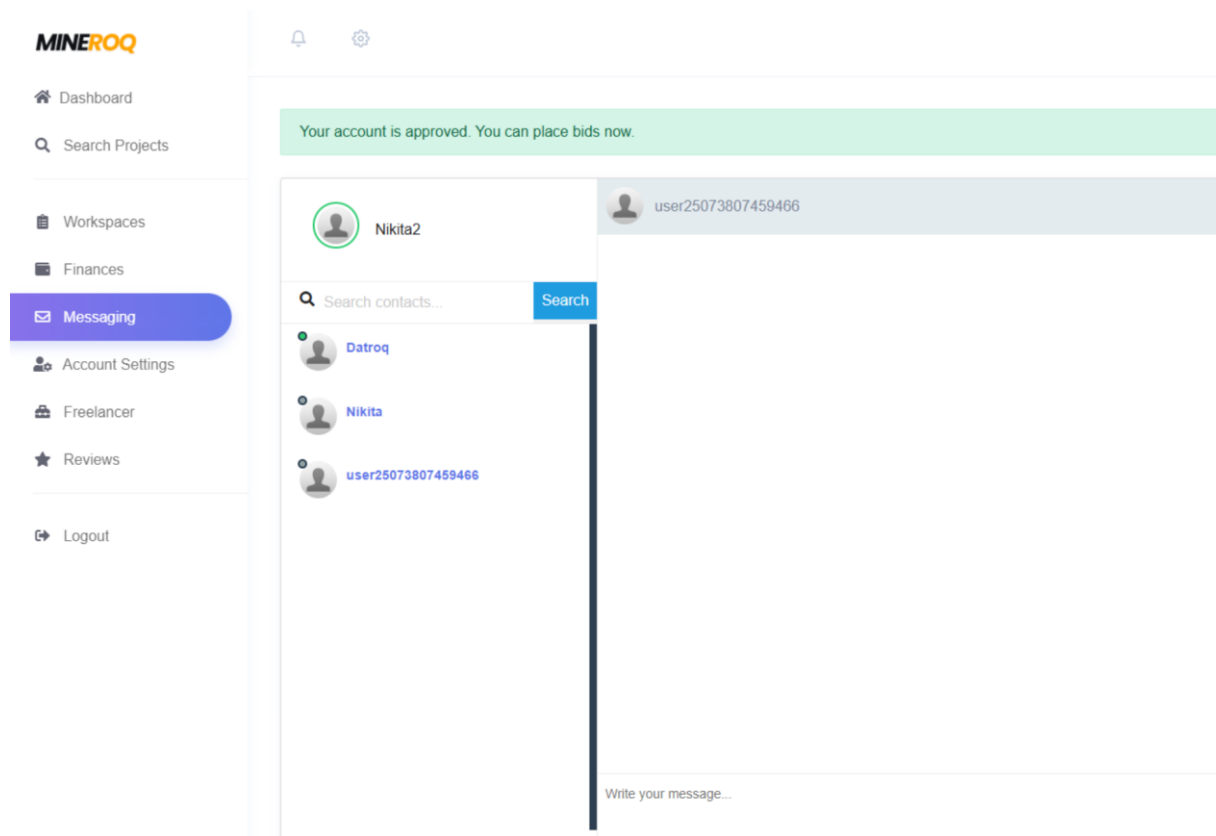 MINEROQ
Dashboard
Search Projects
Workspaces
Finances
Messaging
Account Settings
Freelancer
Reviews
Logout
Your account is approved. You can place bids now.
Nikita2
Search contacts...
Search
Datroq
Nikita
user25073807459466
user25073807459466
Write your message...